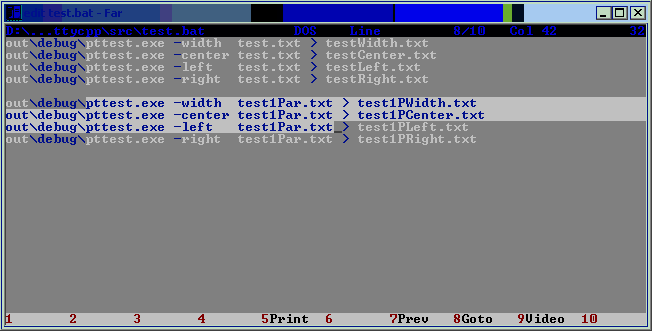 edit test.bat - Far
D:\...ttycpp\src\test.bat DOS Line 8/10 Col 42 32
out\debug\pttest.exe -width test.txt > testWidth.txt
out\debug\pttest.exe -center test.txt > testCenter.txt
out\debug\pttest.exe -left test.txt > testLeft.txt
out\debug\pttest.exe -right test.txt > testRight.txt
out\debug\pttest.exe -width test1Par.txt > test1PWidth.txt
out\debug\pttest.exe -center test1Par.txt > test1PCenter.txt
out\debug\pttest.exe -left test1Par.txt > test1PLeft.txt
out\debug\pttest.exe -right test1Par.txt > test1PRight.txt
1 2 3 4 5Print 6 7Prev 8Goto 9Video 10